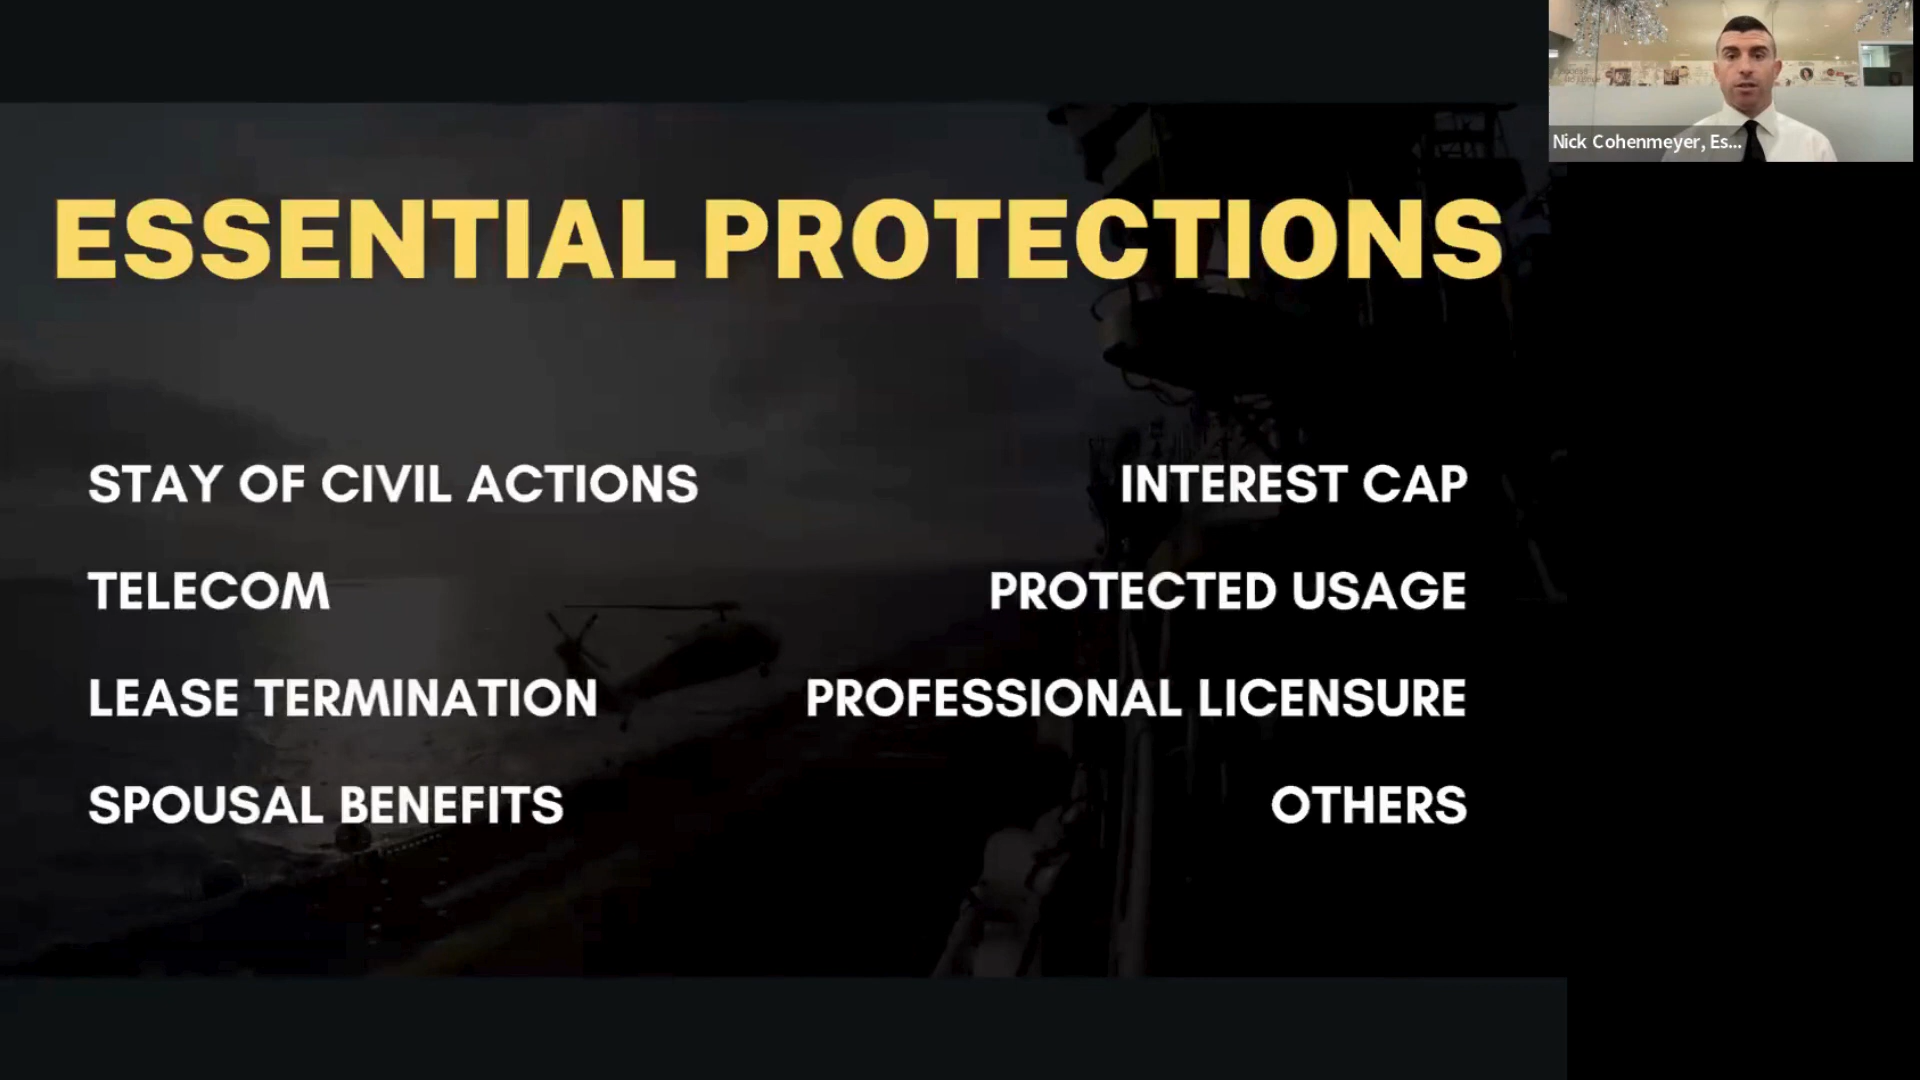 Nick Cohenmeyer, Es...
ESSENTIAL PROTECTIONS
STAY OF CIVIL ACTIONS
INTEREST CAP
TELECOM
PROTECTED USAGE
LEASE TERMINATION
PROFESSIONAL LICENSURE
SPOUSAL BENEFITS
OTHERS